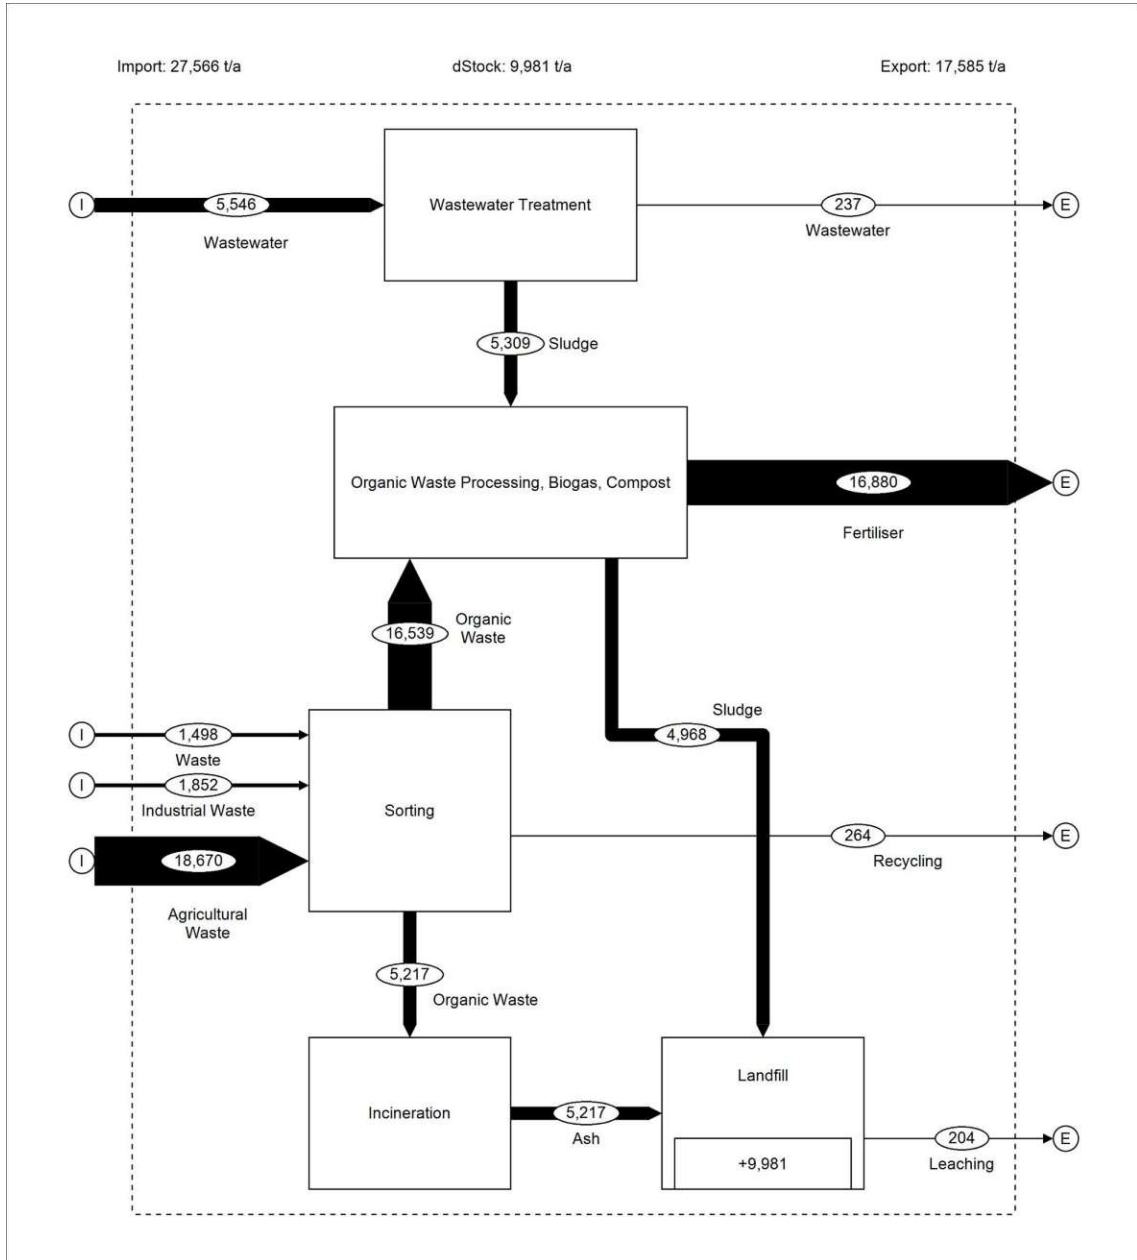 Import: 27,566 t/a
dStock: 9,981 t/a
Export: 17,585 t/a
I
5,546
Wastewater
Wastewater Treatment
237
Wastewater
E
5,309
Sludge
Organic Waste Processing, Biogas, Compost
16,880
Fertiliser
E
16,539
Organic
Waste
Sludge
4,968
I
1,498
Waste
I
1,852
Industrial Waste
I
18,670
Agricultural
Waste
Sorting
264
Recycling
E
5,217
Organic Waste
Incineration
5,217
Ash
Landfill
+9,981
204
Leaching
E